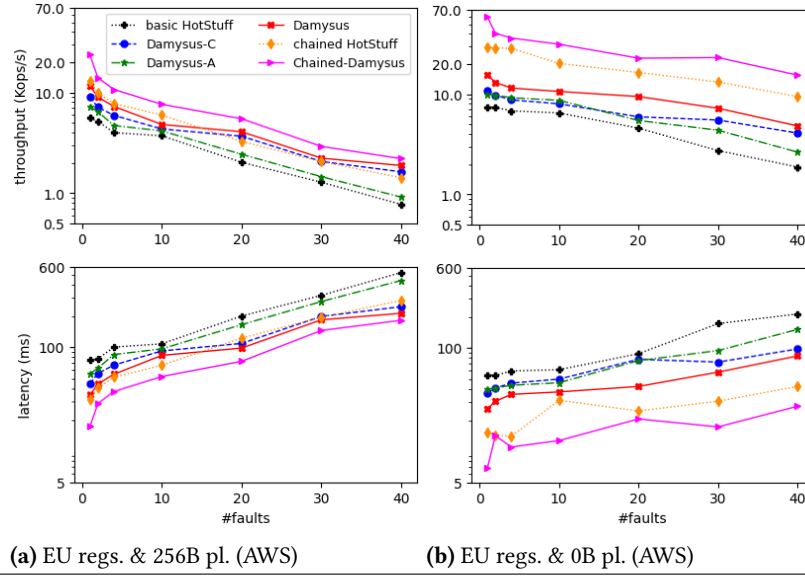 70.0
20.0
10.0
1.0
0.5
throughput (Kops/s)
basic HotStuff
Damysus-C
Damysus-A
Damysus
chained HotStuff
Chained-Damysus
0 10 20 30 40
70.0
20.0
10.0
1.0
0.5
0 10 20 30 40
600
100
5
latency (ms)
0 10 20 30 40
#faults
600
100
5
0 10 20 30 40
#faults
(a) EU regs. & 256B pl. (AWS)
(b) EU regs. & 0B pl. (AWS)